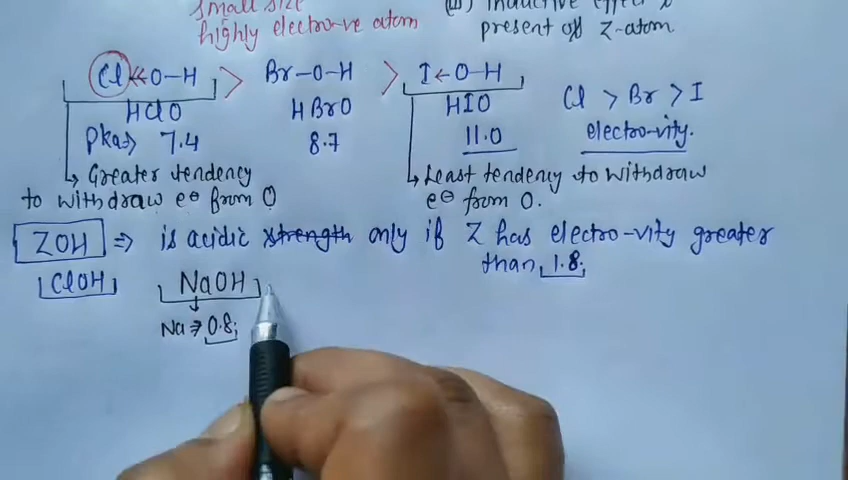 small size
highly electro-ve atom
(iii) inductive effect
present of Z-atom
Cl ↞ O-H > Br-O-H > I ← O-H
HClO HBrO HIO
Cl > Br > I
pka ⇒ 7.4 8.7 11.0
electro-vity.
↳ Greater tendency
to withdraw e⊖ from O
↳ Least tendency to withdraw
e⊖ from O.
ZOH ⇒ is acidic strength only if Z has electro-vity greater
than 1.8;
ClOH NaOH
Na ⇒ 0.8;